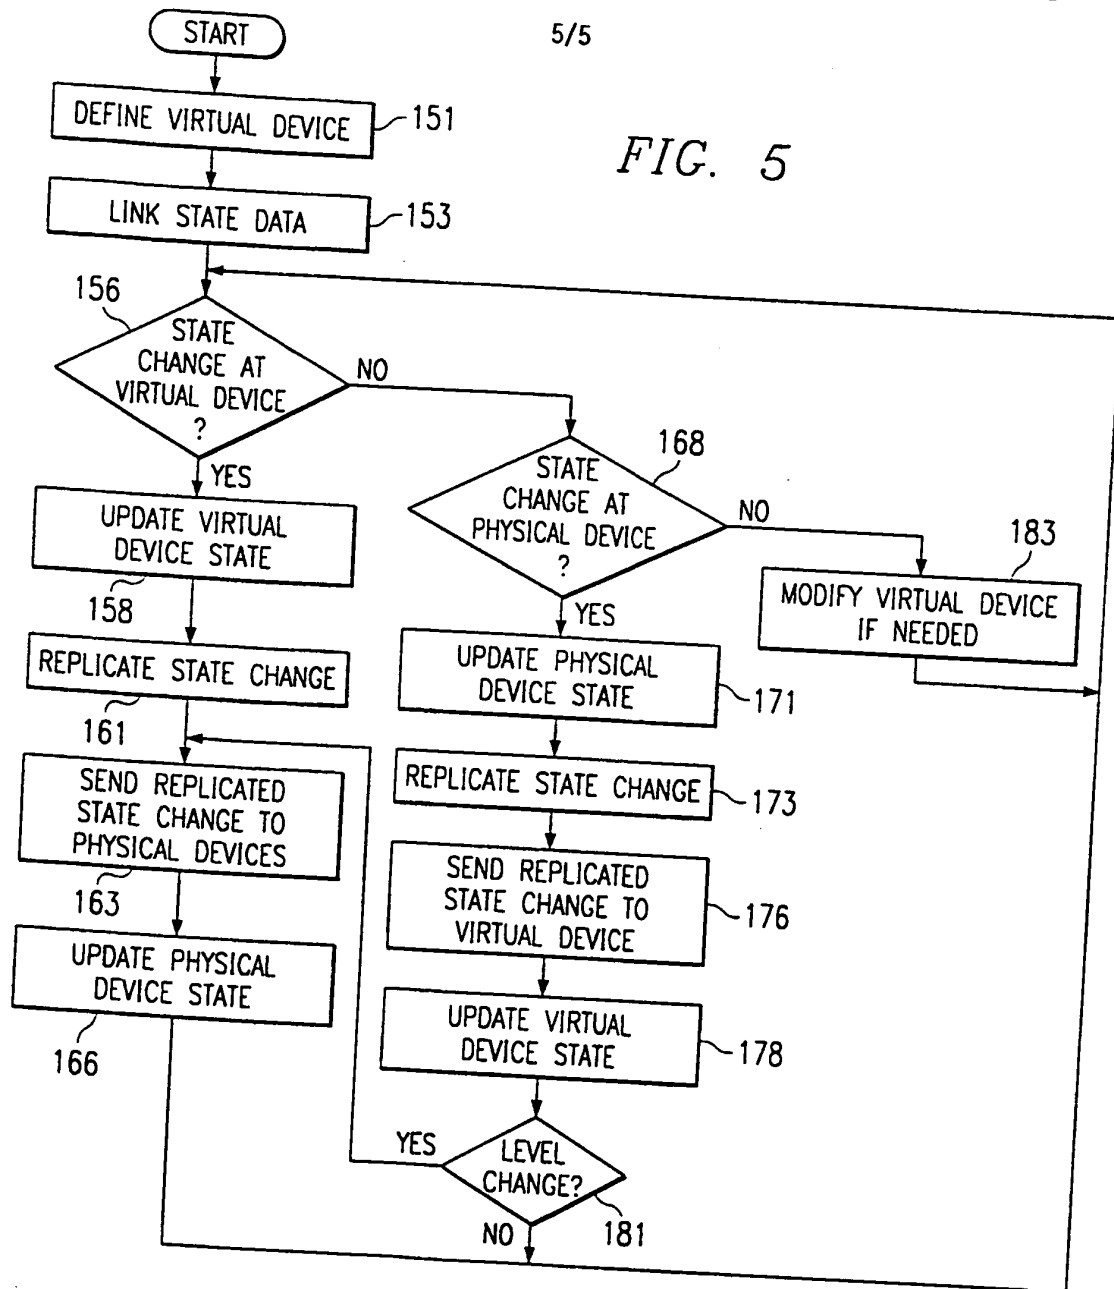 5/5
START
DEFINE VIRTUAL DEVICE
151
FIG. 5
LINK STATE DATA
153
156
STATE
CHANGE AT
VIRTUAL DEVICE
?
NO
YES
168
STATE
CHANGE AT
PHYSICAL DEVICE
?
NO
YES
183
MODIFY VIRTUAL DEVICE
IF NEEDED
UPDATE VIRTUAL
DEVICE STATE
158
REPLICATE STATE CHANGE
161
SEND REPLICATED
STATE CHANGE TO
PHYSICAL DEVICES
163
UPDATE PHYSICAL
DEVICE STATE
166
UPDATE PHYSICAL
DEVICE STATE
171
REPLICATE STATE CHANGE
173
SEND REPLICATED
STATE CHANGE TO
VIRTUAL DEVICE
176
UPDATE VIRTUAL
DEVICE STATE
178
YES
LEVEL
CHANGE?
181
NO